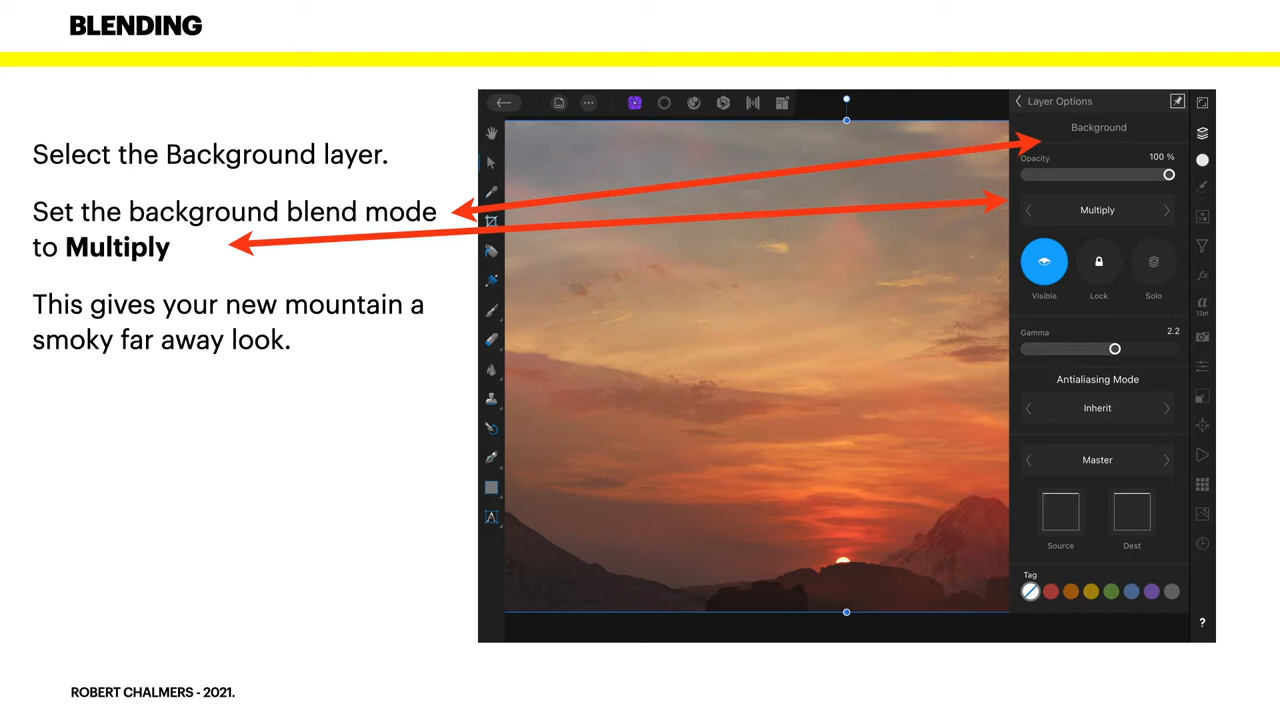 BLENDING
Select the Background layer.
Set the background blend mode
to Multiply
This gives your new mountain a
smoky far away look.
Layer Options
Background
Opacity
100 %
Multiply
Visible
Lock
Solo
Gamma
2.2
Antialiasing Mode
Inherit
Master
Source
Dest
Tag
fx
a
12pt
A
?
ROBERT CHALMERS - 2021.